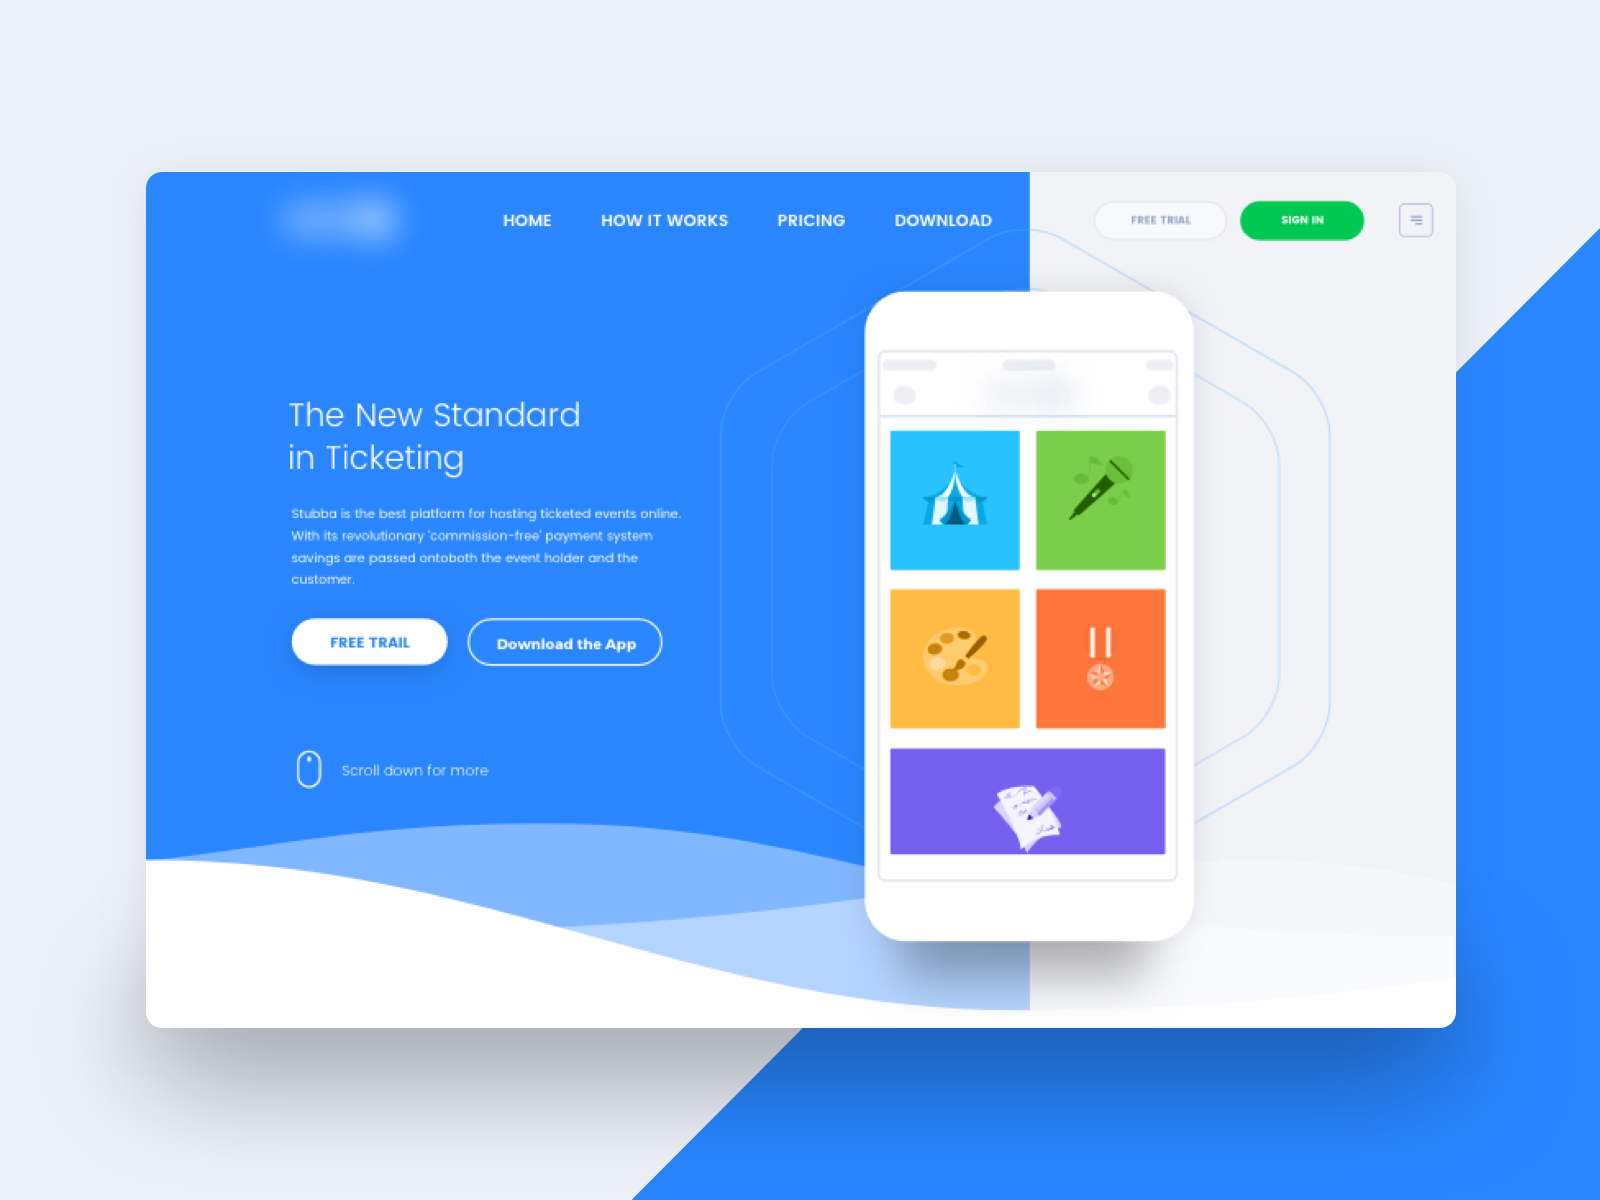 HOME HOW IT WORKS PRICING DOWNLOAD FREE TRIAL SIGN IN
The New Standard
in Ticketing
Stubba is the best platform for hosting ticketed events online.
With its revolutionary 'commission-free' payment system
savings are passed ontoboth the event holder and the
customer.
FREE TRAIL Download the App
Scroll down for more